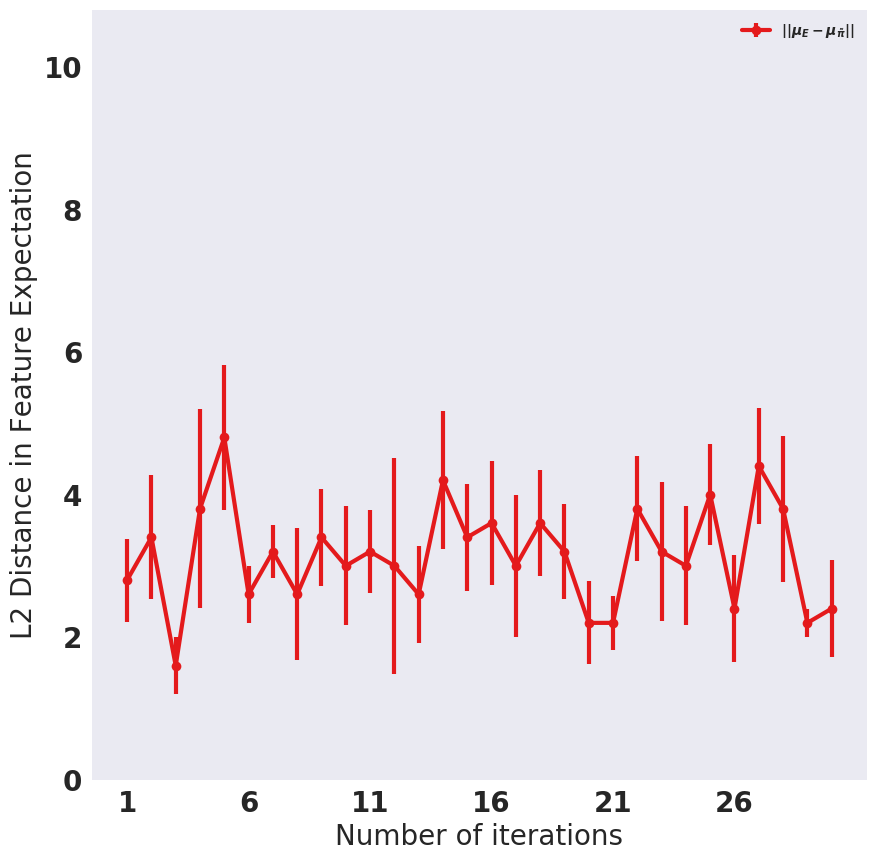 ||μ_E − μ_π̃||
10
8
6
4
2
0
L2 Distance in Feature Expectation
1 6 11 16 21 26
Number of iterations